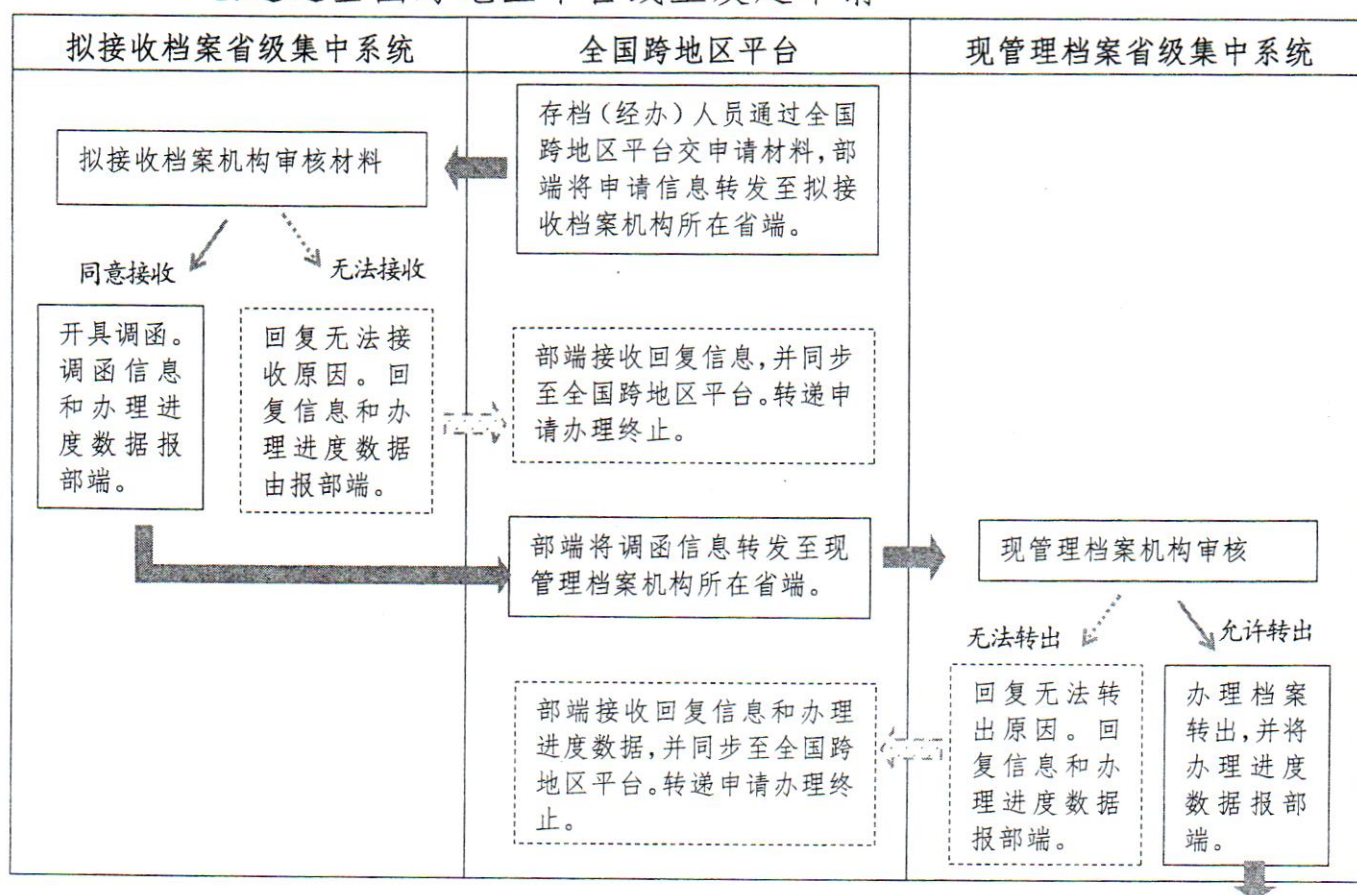 拟接收档案省级集中系统
全国跨地区平台
现管理档案省级集中系统
存档(经办)人员通过全国
跨地区平台交申请材料,部
端将申请信息转发至拟接
收档案机构所在省端。
拟接收档案机构审核材料
同意接收
无法接收
开具调函。
调函信息
和办理进
度数据报
部端。
回复无法接
收原因。回
复信息和办
理进度数据
由报部端。
部端接收回复信息,并同步
至全国跨地区平台。转递申
请办理终止。
部端将调函信息转发至现
管理档案机构所在省端。
现管理档案机构审核
无法转出
允许转出
回复无法转
出原因。回
复信息和办
理进度数据
报部端。
办理档案
转出,并将
办理进度
数据报部
端。
部端接收回复信息和办理
进度数据,并同步至全国跨
地区平台。转递申请办理终
止。